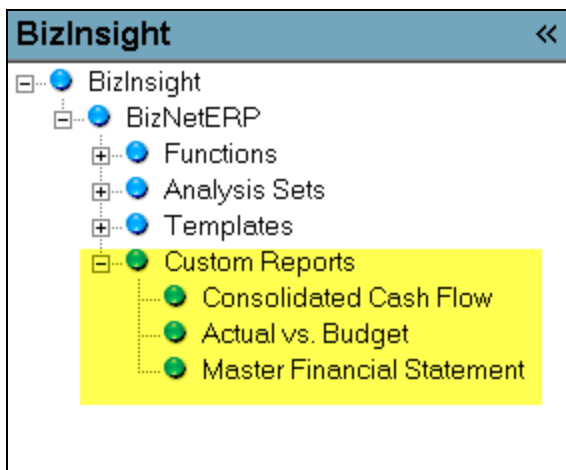 BizInsight «
BizInsight
BizNetERP
Functions
Analysis Sets
Templates
Custom Reports
Consolidated Cash Flow
Actual vs. Budget
Master Financial Statement